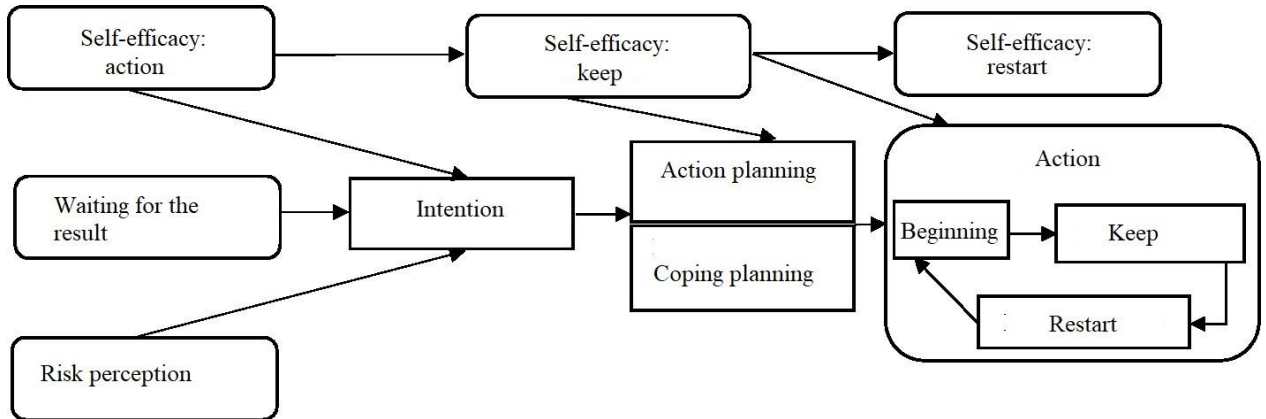 Self-efficacy:
action
Self-efficacy:
keep
Self-efficacy:
restart
Waiting for the
result
Intention
Action planning
Coping planning
Action
Beginning
Keep
Restart
Risk perception